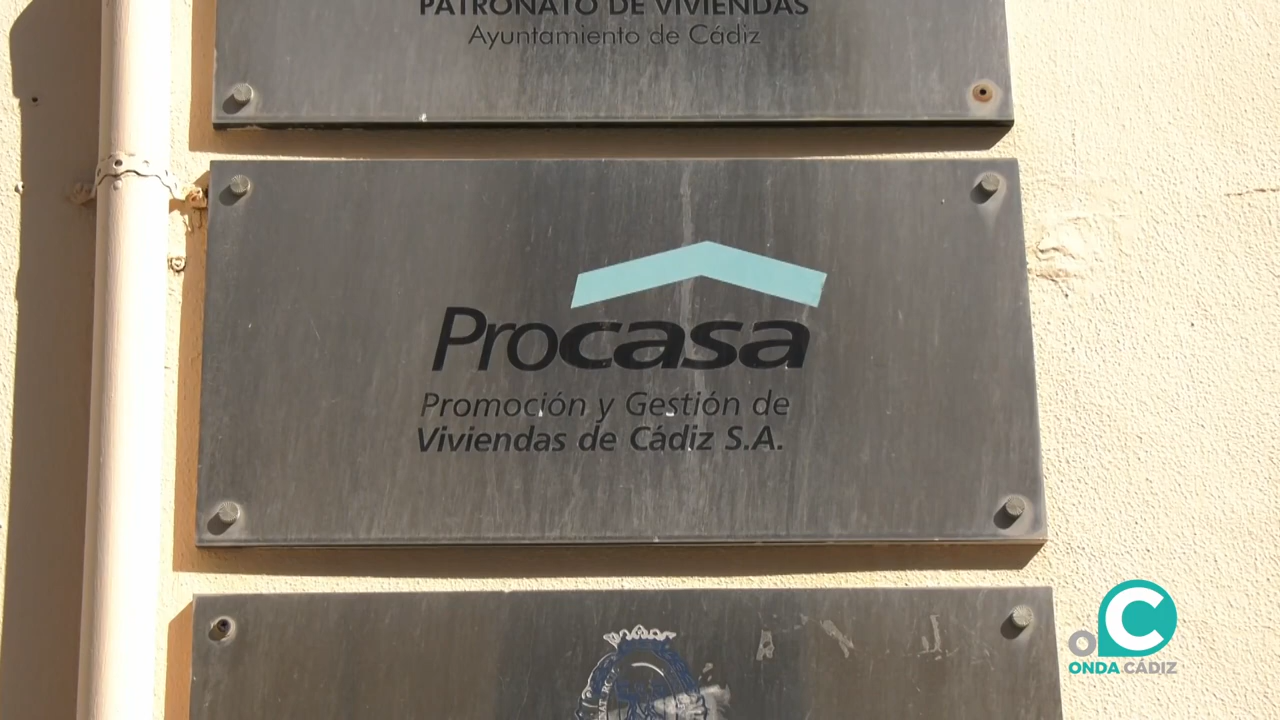 PATRONATO DE VIVIENDAS
Ayuntamiento de Cádiz
Procasa
Promoción y Gestión de
Viviendas de Cádiz S.A.
ONDA CÁDIZ